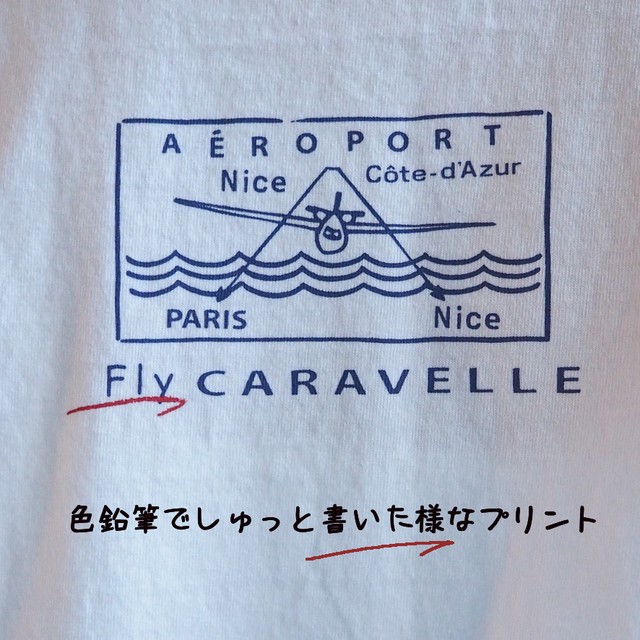 AÉROPORT
Nice Côte-d'Azur
PARIS Nice
Fly CARAVELLE
色鉛筆でしゅっと書いた様なプリント